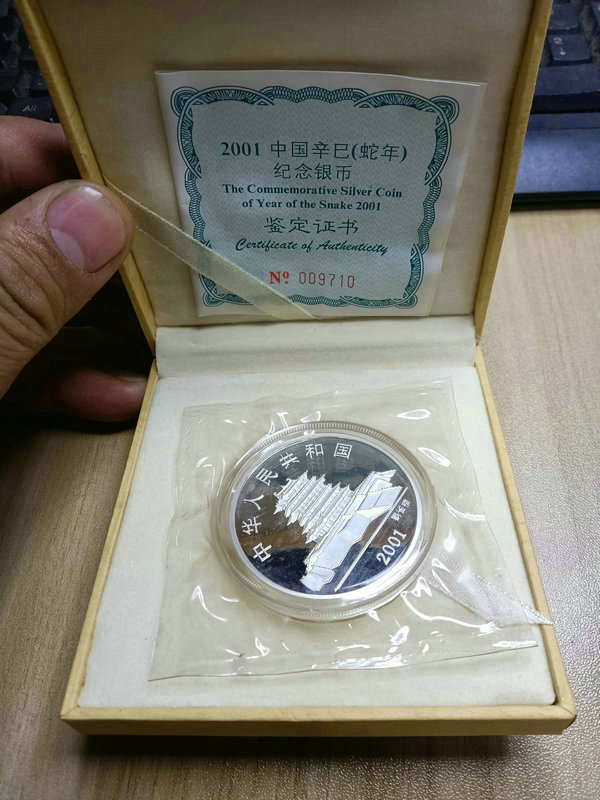 2001 中国辛巳(蛇年)
纪念银币
The Commemorative Silver Coin
of Year of the Snake 2001
鉴定证书
Certificate of Authenticity
Nº 009710
中华人民共和国
2001
All